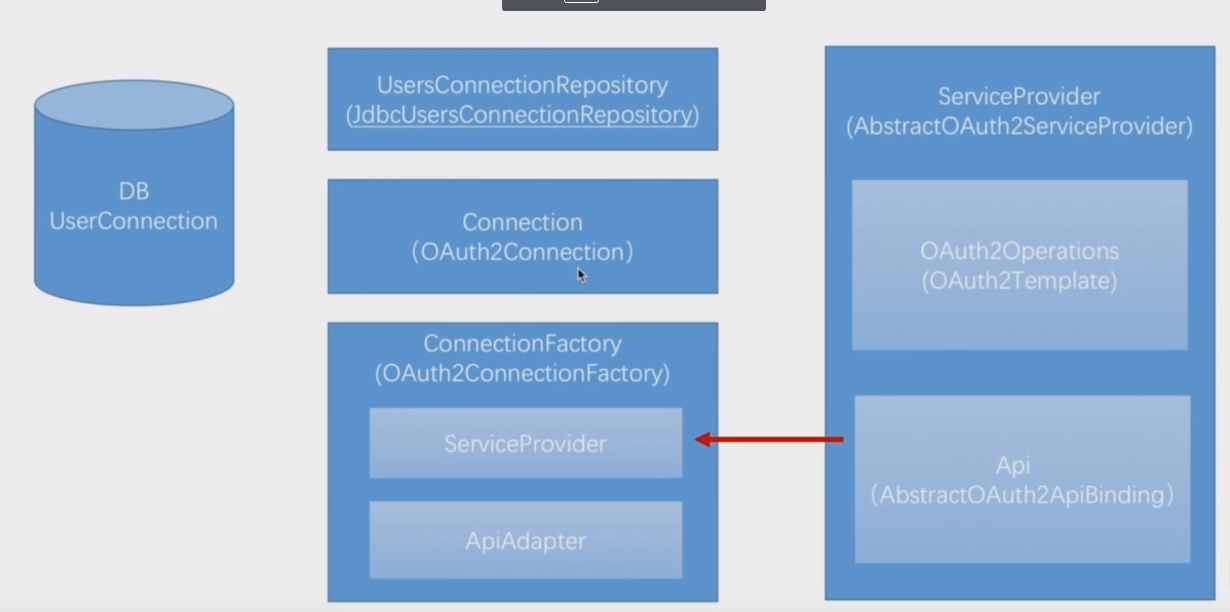 DB
UserConnection
UsersConnectionRepository
(JdbcUsersConnectionRepository)
Connection
（OAuth2Connection）
ConnectionFactory
(OAuth2ConnectionFactory)
ServiceProvider
ApiAdapter
ServiceProvider
(AbstractOAuth2ServiceProvider)
OAuth2Operations
(OAuth2Template)
Api
（AbstractOAuth2ApiBinding）